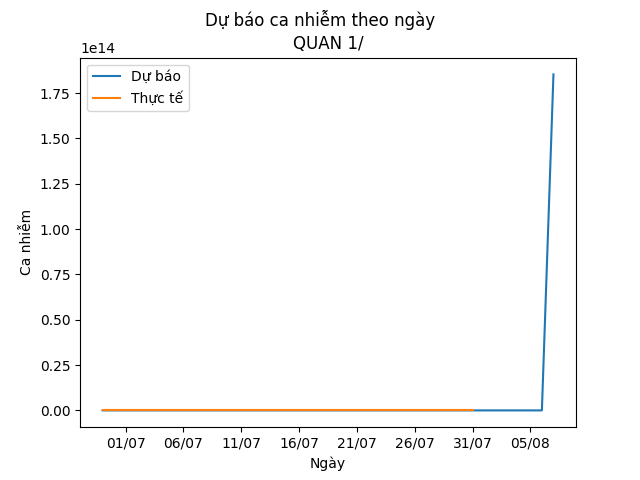 Dự báo ca nhiễm theo ngày
QUAN 1/
1e14
Dự báo
Thực tế
1.75
1.50
1.25
1.00
0.75
0.50
0.25
0.00
Ca nhiễm
01/07 06/07 11/07 16/07 21/07 26/07 31/07 05/08
Ngày